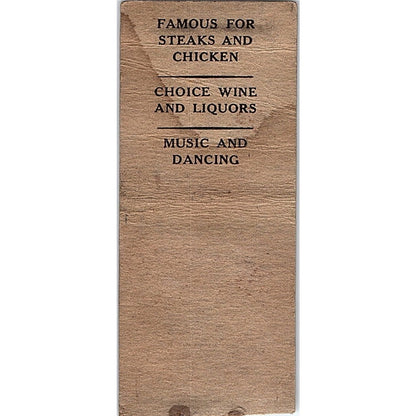 FAMOUS FOR
STEAKS AND
CHICKEN
CHOICE WINE
AND LIQUORS
MUSIC AND
DANCING